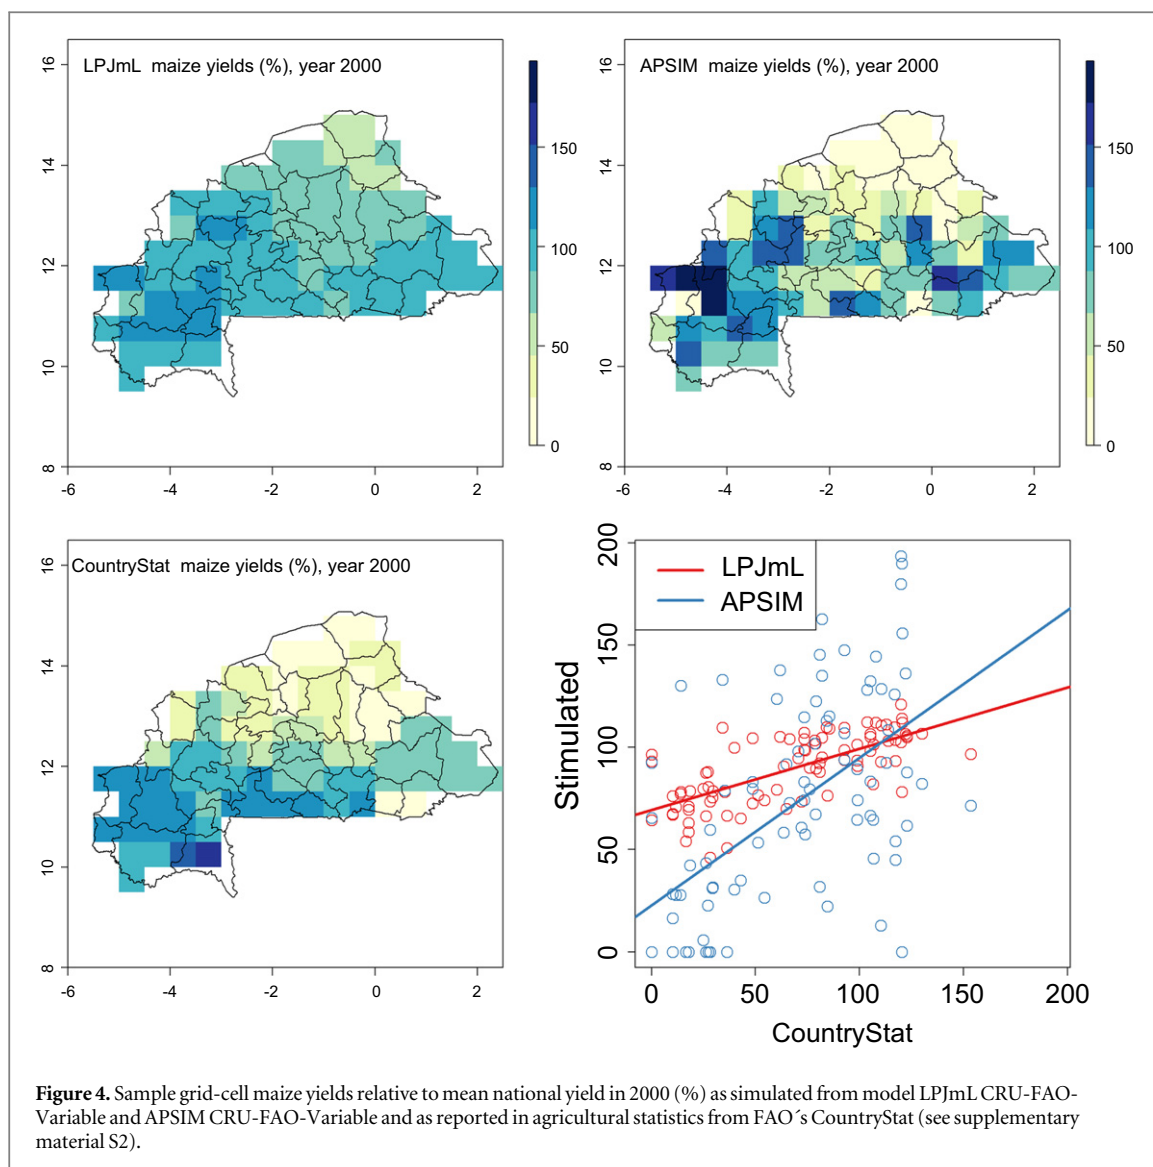 LPJmL maize yields (%), year 2000
16
14
12
10
8
-6 -4 -2 0 2
150
100
50
0
APSIM maize yields (%), year 2000
16
14
12
10
8
-6 -4 -2 0 2
150
100
50
0
CountryStat maize yields (%), year 2000
16
14
12
10
8
-6 -4 -2 0 2
LPJmL
APSIM
Stimulated
200
150
100
50
0
0 50 100 150 200
CountryStat
Figure 4. Sample grid-cell maize yields relative to mean national yield in 2000 (%) as simulated from model LPJmL CRU-FAO-
Variable and APSIM CRU-FAO-Variable and as reported in agricultural statistics from FAO´s CountryStat (see supplementary
material S2).